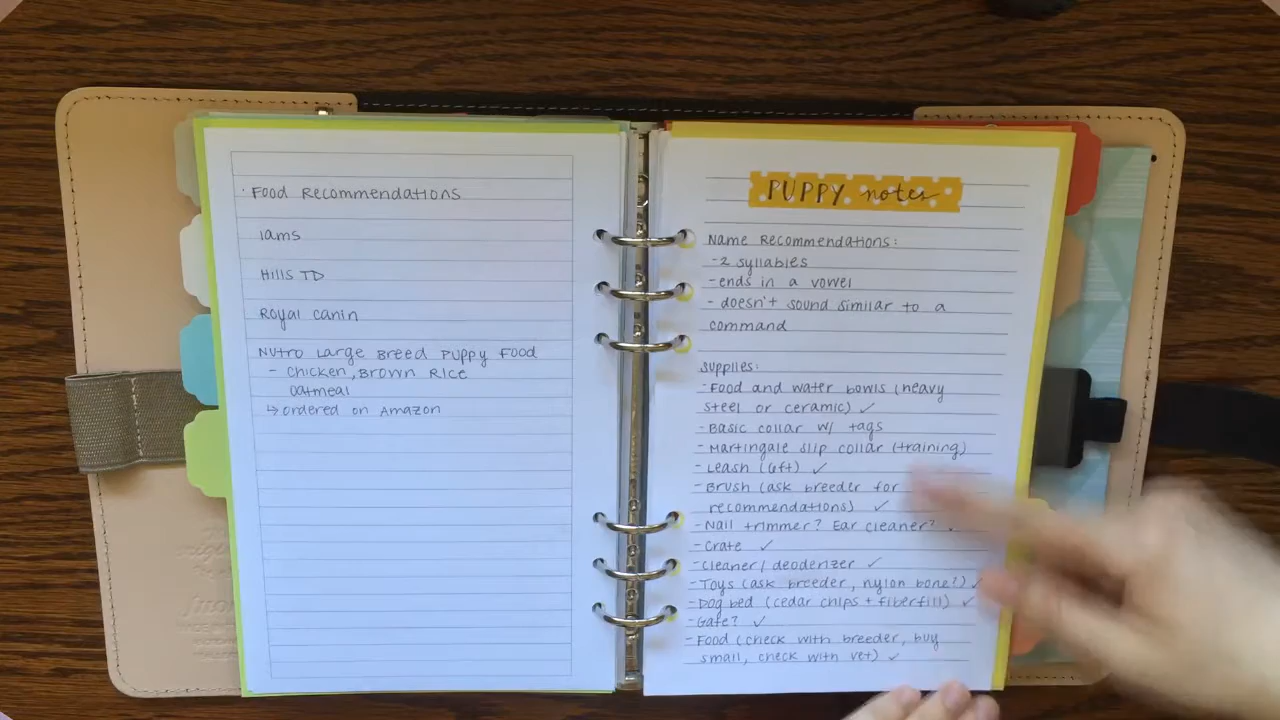 · Food Recommendations
Iams
Hills TD
Royal Canin
Nutro Large Breed Puppy Food
- Chicken, Brown Rice
Oatmeal
↳ ordered on Amazon
PUPPY notes
Name Recommendations:
- 2 syllables
- ends in a vowel
- doesn't sound similar to a
command
Supplies:
- Food and water bowls (heavy
steel or ceramic) ✓
- Basic collar w/ tags
- Martingale slip collar (training)
- Leash (6ft) ✓
- Brush (ask breeder for
recommendations) ✓
- Nail trimmer? Ear cleaner? ✓
- Crate ✓
- Cleaner/deodorizer ✓
- Toys (ask breeder, nylon bone?) ✓
- Dog bed (cedar chips + fiberfill) ✓
- Gate? ✓
- Food (check with breeder, buy
small, check with vet) ✓